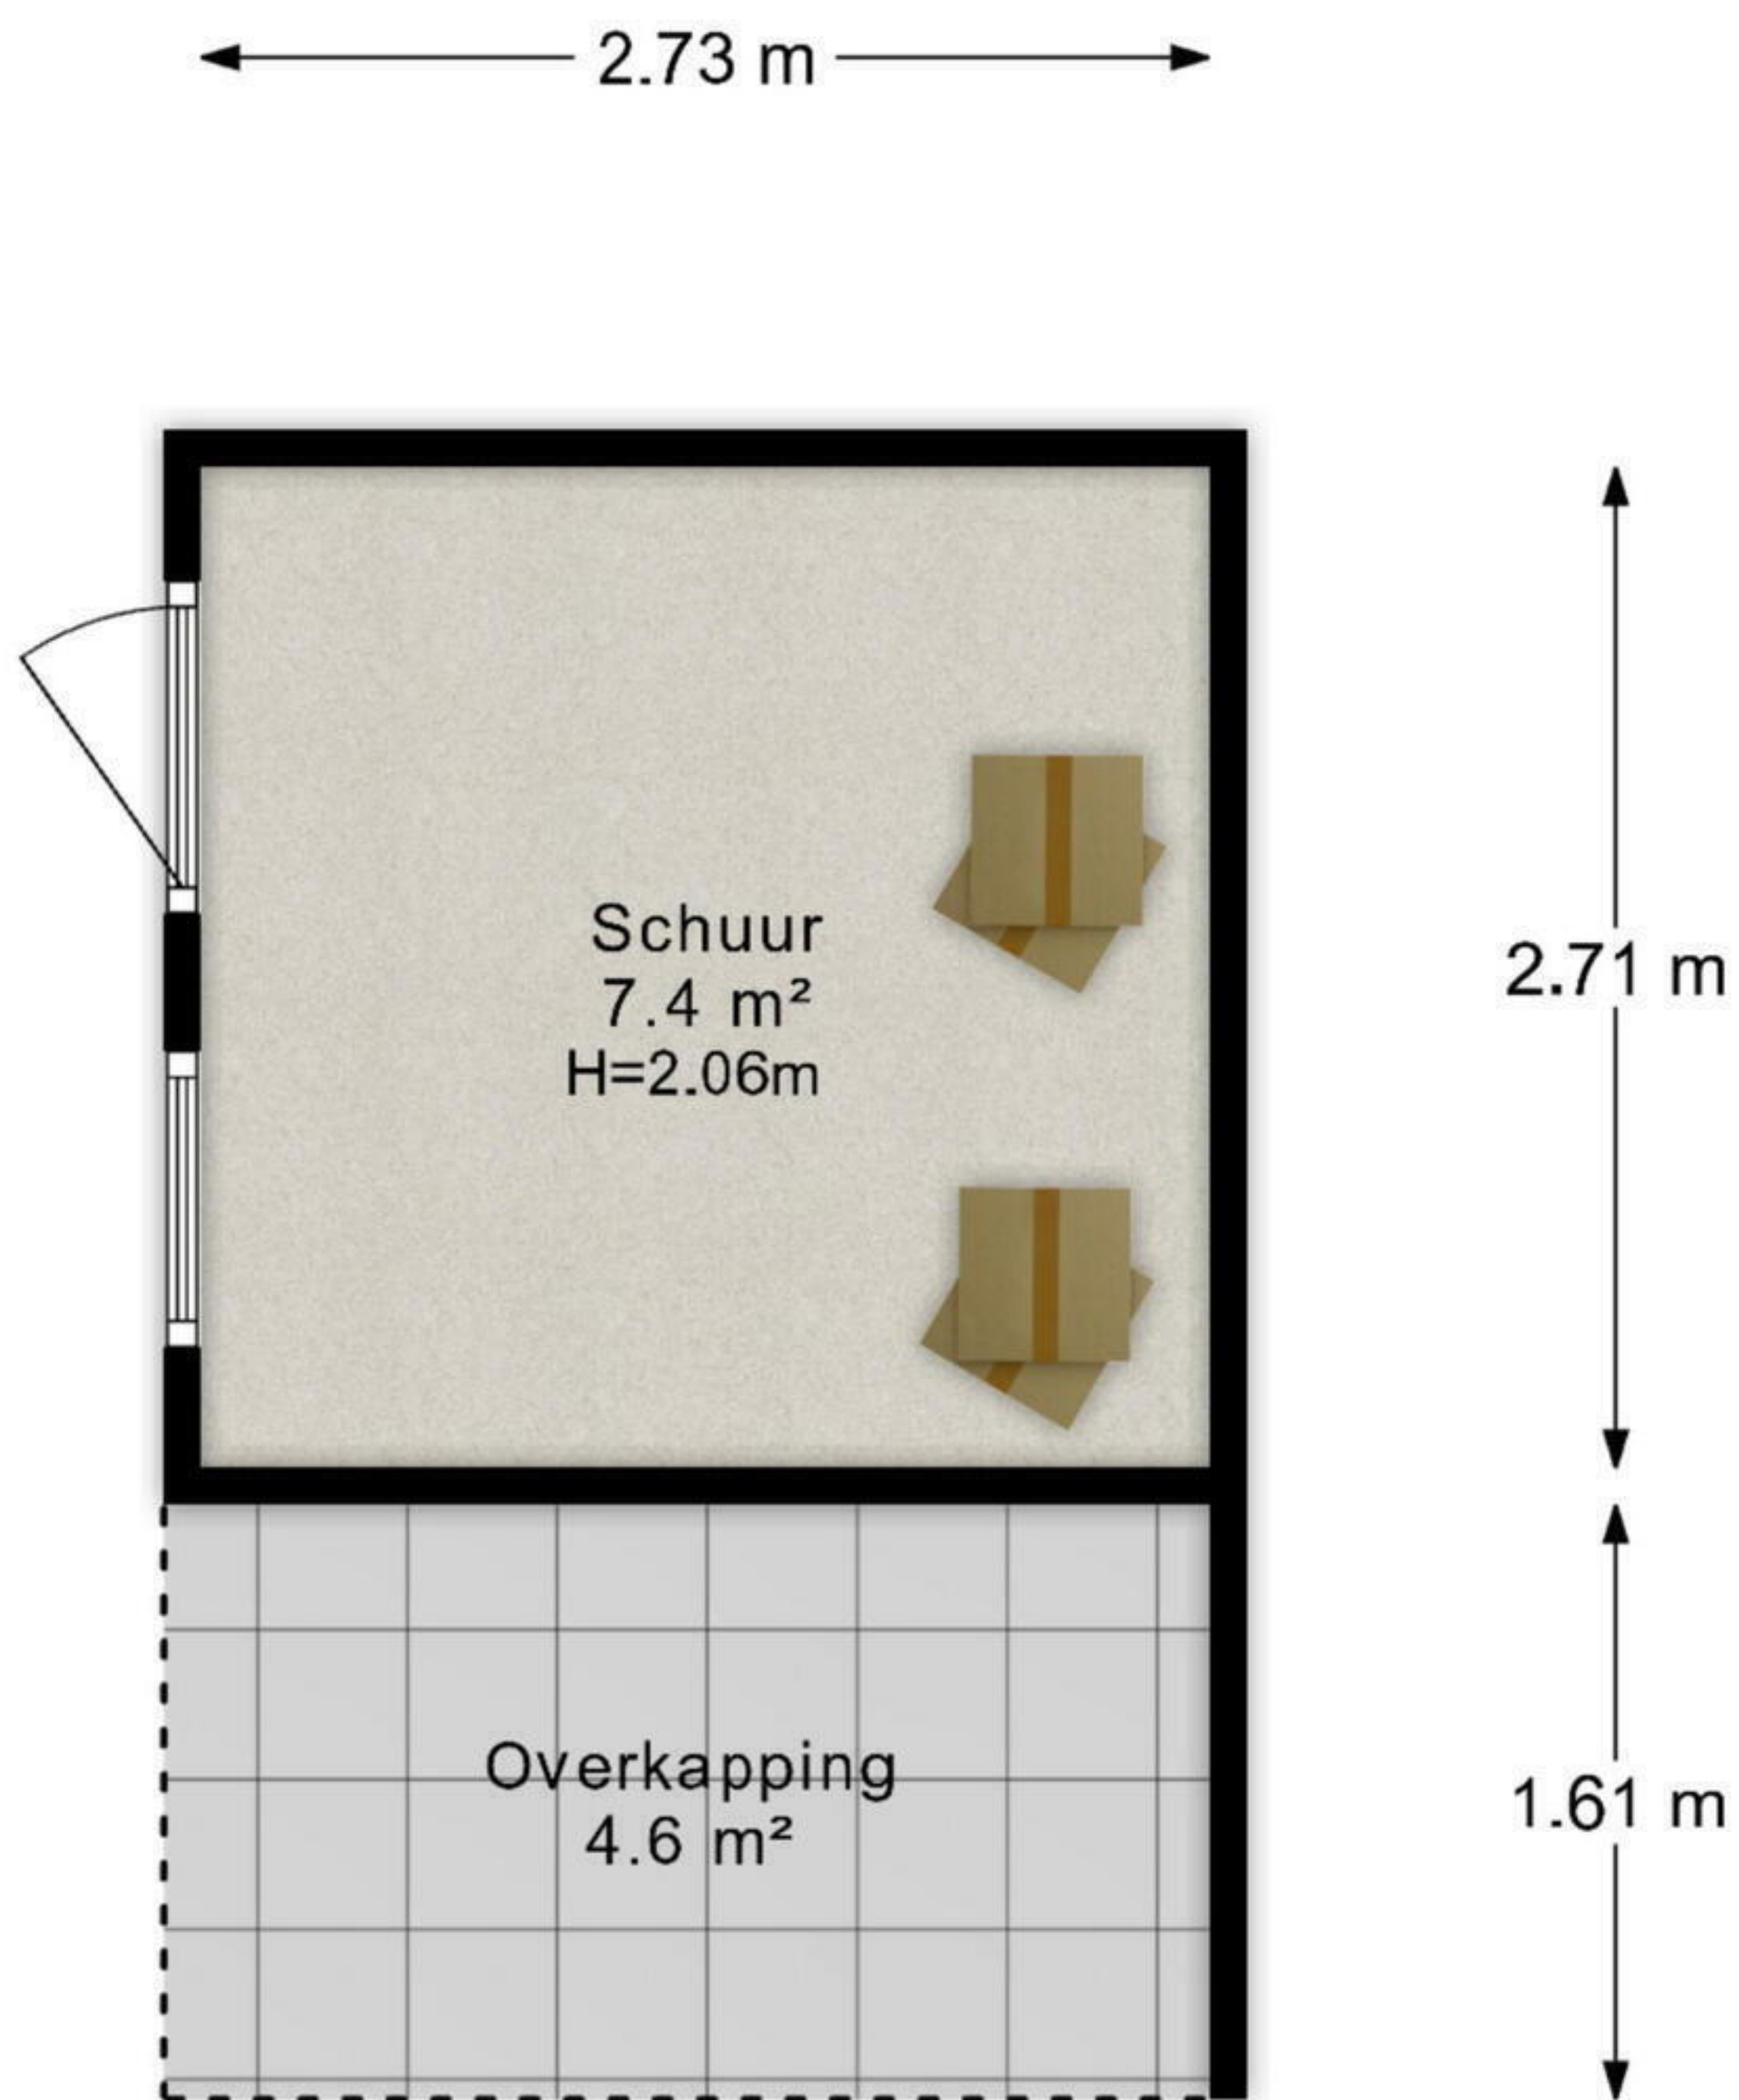 2.73 m
Schuur
7.4 m²
H=2.06m
2.71 m
Overkapping
4.6 m²
1.61 m